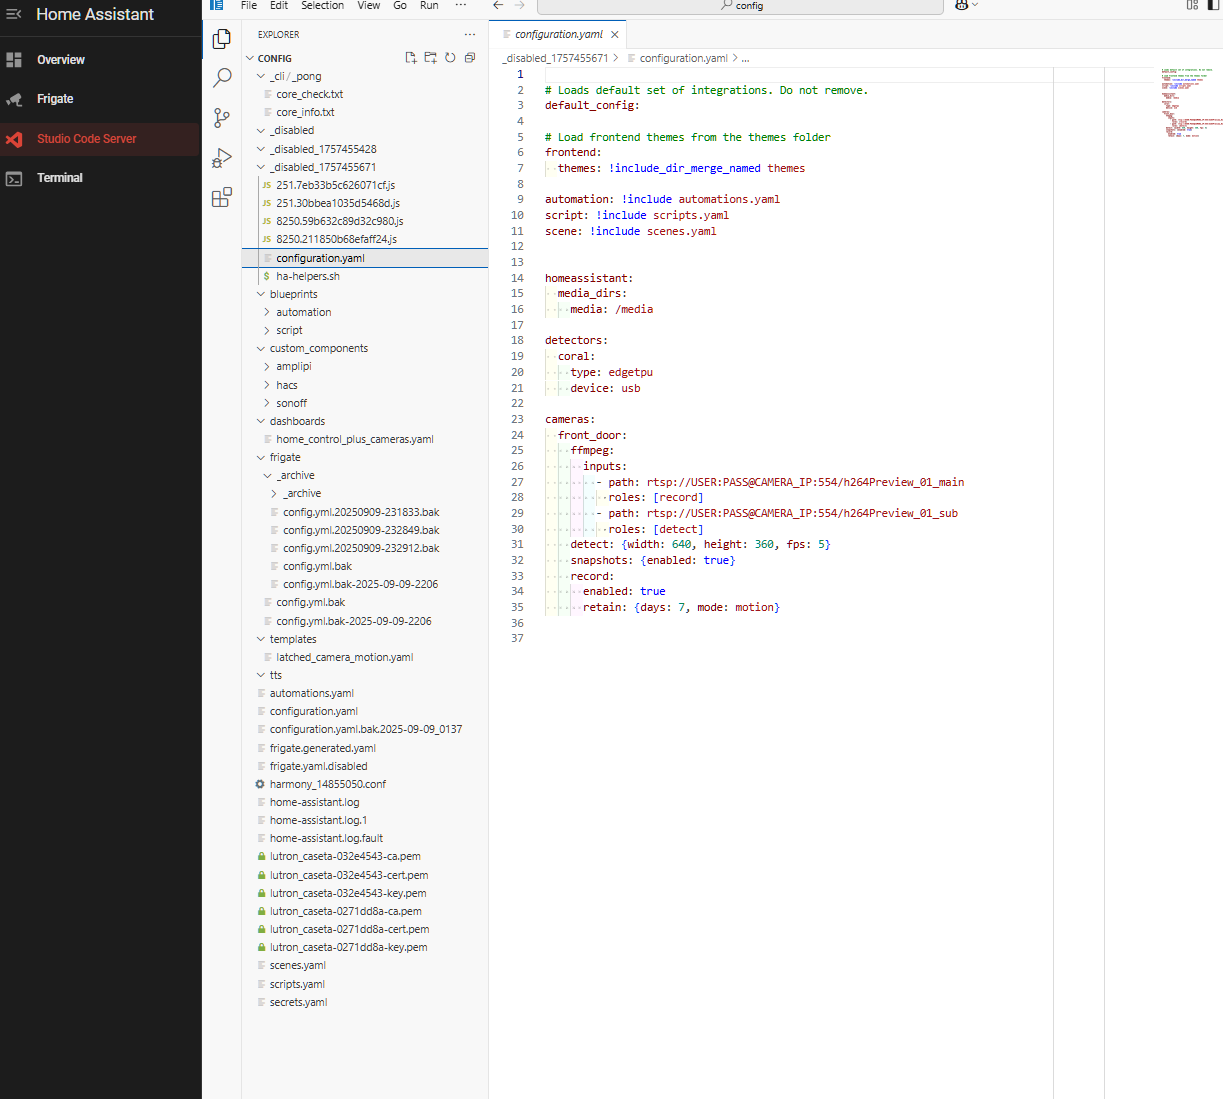 Home Assistant
Overview
Frigate
Studio Code Server
Terminal
File Edit Selection View Go Run ···
config
EXPLORER
···
CONFIG
_cli / _pong
core_check.txt
core_info.txt
_disabled
_disabled_1757455428
_disabled_1757455671
JS 251.7eb33b5c626071cf.js
JS 251.30bbea1035d5468d.js
JS 8250.59b632c89d32c980.js
JS 8250.211850b68efaff24.js
configuration.yaml
$ ha-helpers.sh
blueprints
automation
script
custom_components
amplipi
hacs
sonoff
dashboards
home_control_plus_cameras.yaml
frigate
_archive
_archive
config.yml.20250909-231833.bak
config.yml.20250909-232849.bak
config.yml.20250909-232912.bak
config.yml.bak
config.yml.bak-2025-09-09-2206
config.yml.bak
config.yml.bak-2025-09-09-2206
templates
latched_camera_motion.yaml
tts
automations.yaml
configuration.yaml
configuration.yaml.bak.2025-09-09_0137
frigate.generated.yaml
frigate.yaml.disabled
harmony_14855050.conf
home-assistant.log
home-assistant.log.1
home-assistant.log.fault
lutron_caseta-032e4543-ca.pem
lutron_caseta-032e4543-cert.pem
lutron_caseta-032e4543-key.pem
lutron_caseta-0271dd8a-ca.pem
lutron_caseta-0271dd8a-cert.pem
lutron_caseta-0271dd8a-key.pem
scenes.yaml
scripts.yaml
secrets.yaml
configuration.yaml
_disabled_1757455671 > configuration.yaml > ...
1
2 # Loads default set of integrations. Do not remove.
3 default_config:
4
5 # Load frontend themes from the themes folder
6 frontend:
7   themes: !include_dir_merge_named themes
8
9 automation: !include automations.yaml
10 script: !include scripts.yaml
11 scene: !include scenes.yaml
12
13
14 homeassistant:
15   media_dirs:
16     media: /media
17
18 detectors:
19   coral:
20     type: edgetpu
21     device: usb
22
23 cameras:
24   front_door:
25     ffmpeg:
26       inputs:
27         - path: rtsp://USER:PASS@CAMERA_IP:554/h264Preview_01_main
28           roles: [record]
29         - path: rtsp://USER:PASS@CAMERA_IP:554/h264Preview_01_sub
30           roles: [detect]
31     detect: {width: 640, height: 360, fps: 5}
32     snapshots: {enabled: true}
33     record:
34       enabled: true
35       retain: {days: 7, mode: motion}
36
37